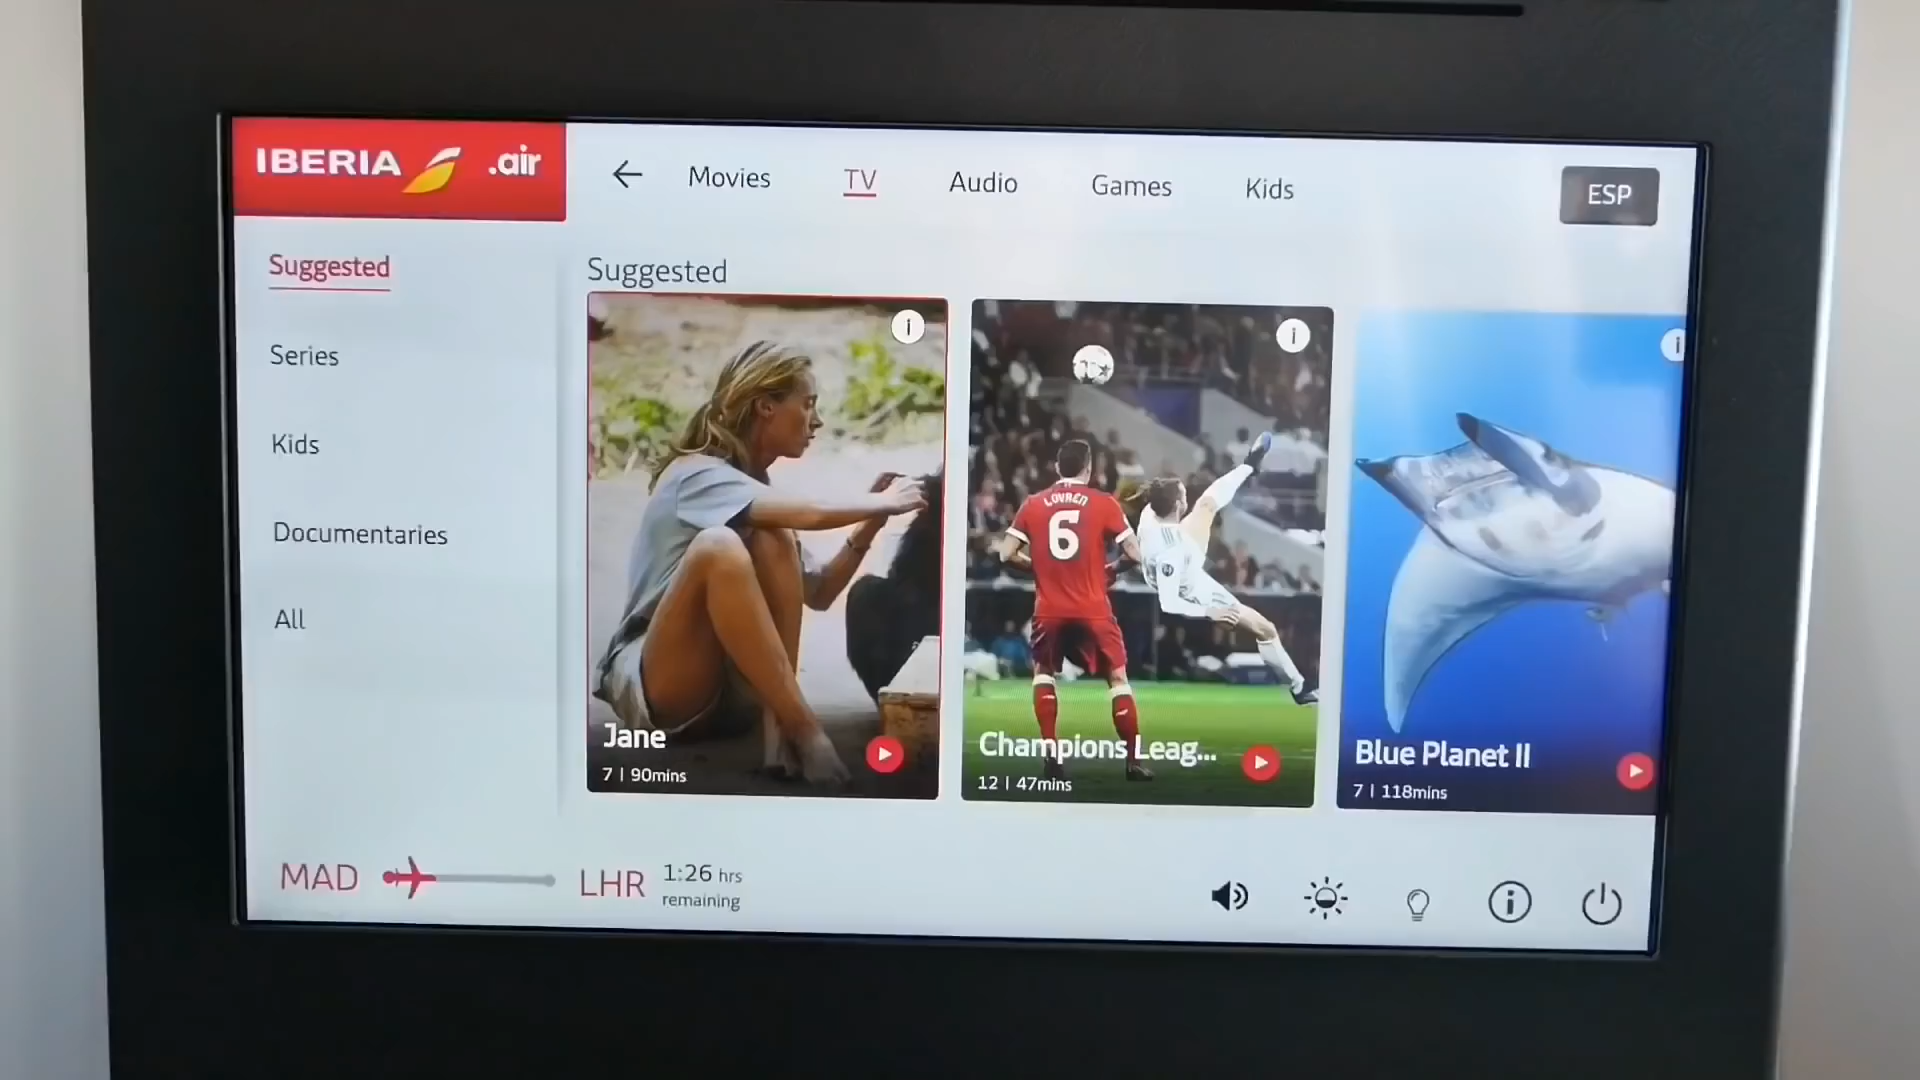 IBERIA .air
Movies
TV
Audio
Games
Kids
ESP
Suggested
Series
Kids
Documentaries
All
Suggested
LOVREN
6
Jane
7 | 90mins
Champions Leag...
12 | 47mins
Blue Planet II
7 | 118mins
MAD
LHR
1:26 hrs
remaining